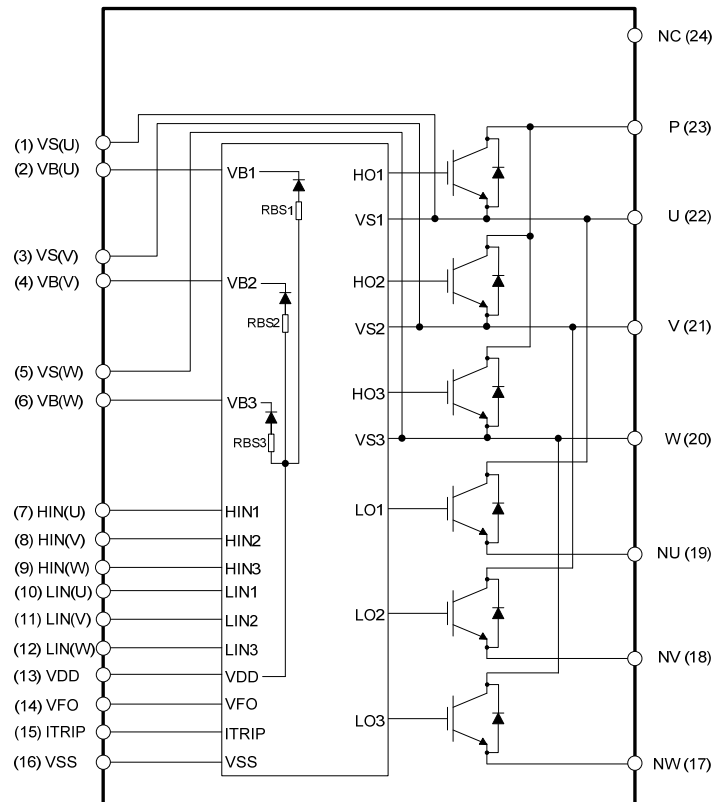 NC (24)
(1) VS(U)
(2) VB(U)
(3) VS(V)
(4) VB(V)
(5) VS(W)
(6) VB(W)
(7) HIN(U)
(8) HIN(V)
(9) HIN(W)
(10) LIN(U)
(11) LIN(V)
(12) LIN(W)
(13) VDD
(14) VFO
(15) ITRIP
(16) VSS
VB1
RBS1
VB2
RBS2
VB3
RBS3
HIN1
HIN2
HIN3
LIN1
LIN2
LIN3
VDD
VFO
ITRIP
VSS
HO1
VS1
HO2
VS2
HO3
VS3
LO1
LO2
LO3
P (23)
U (22)
V (21)
W (20)
NU (19)
NV (18)
NW (17)